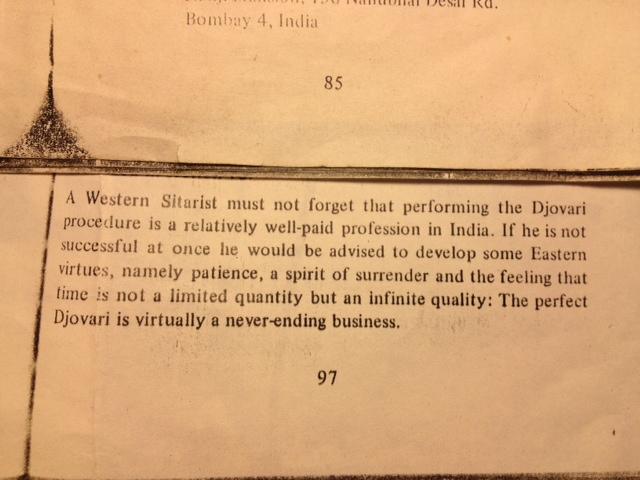 Nanubhai Desai Rd.
Bombay 4, India
85
A Western Sitarist must not forget that performing the Djovari
procedure is a relatively well-paid profession in India. If he is not
successful at once he would be advised to develop some Eastern
virtues, namely patience, a spirit of surrender and the feeling that
time is not a limited quantity but an infinite quality: The perfect
Djovari is virtually a never-ending business.
97